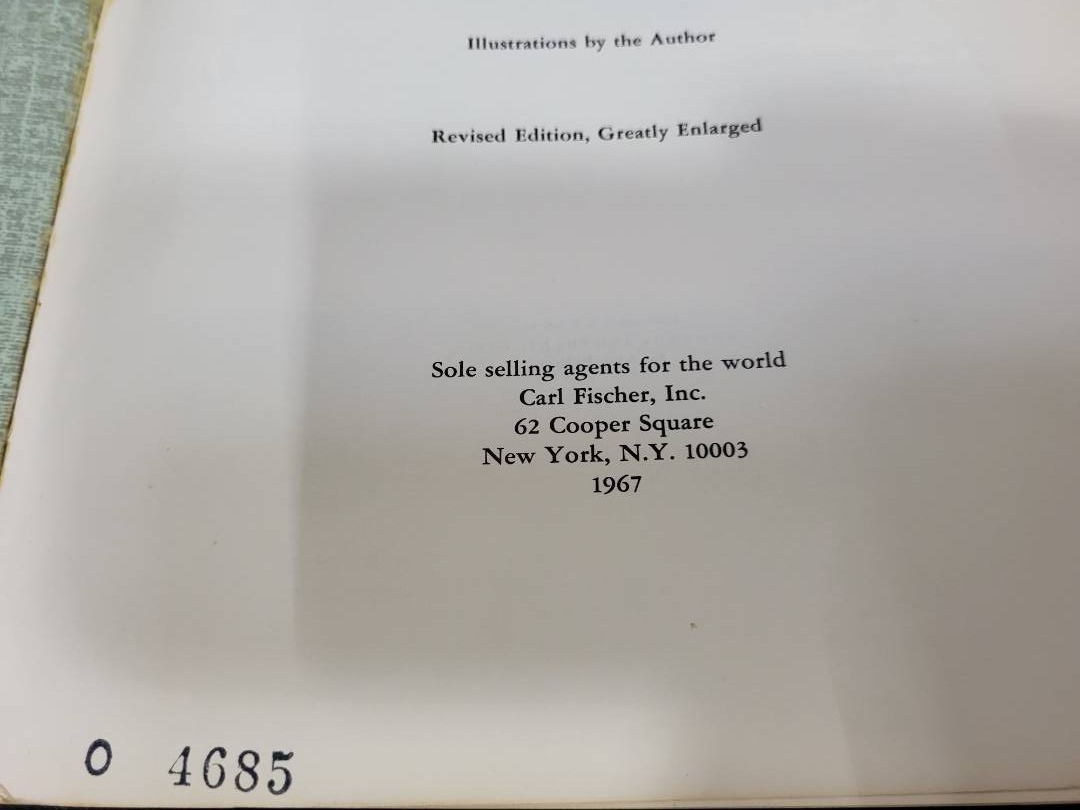 Illustrations by the Author
Revised Edition, Greatly Enlarged
Sole selling agents for the world
Carl Fischer, Inc.
62 Cooper Square
New York, N.Y. 10003
1967
O 4685